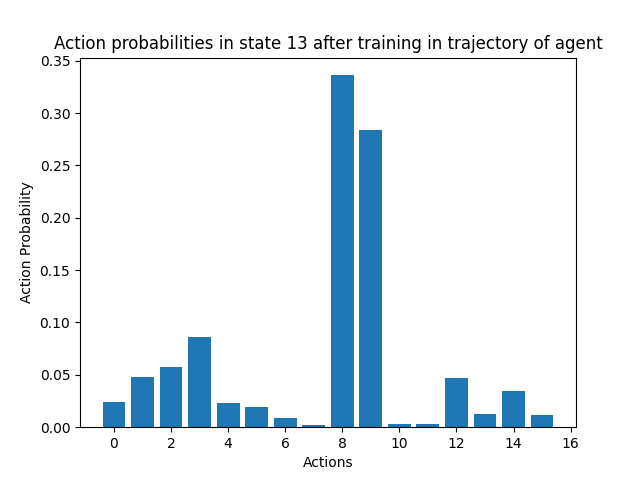 Action probabilities in state 13 after training in trajectory of agent
0.35
0.30
0.25
0.20
0.15
0.10
0.05
0.00
Action Probability
0 2 4 6 8 10 12 14 16
Actions